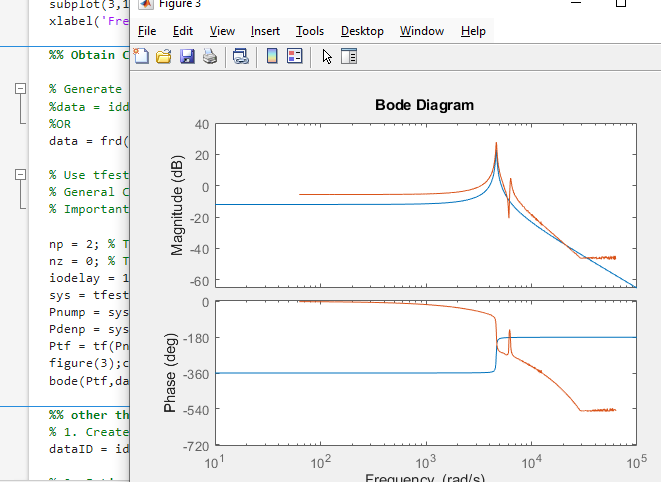 subplot(3,1
xlabel('Fre
%% Obtain C
% Generate
%data = idd
%OR
data = frd(
% Use tfest
% General C
% Important
np = 2; % T
nz = 0; % T
iodelay = 1
sys = tfest
Pnump = sys
Pdenp = sys
Ptf = tf(Pn
figure(3);c
bode(Ptf,da
%% other th
% 1. Create
dataID = id
Figure 3
File Edit View Insert Tools Desktop Window Help
Bode Diagram
Magnitude (dB)
40
20
0
-20
-40
-60
Phase (deg)
0
-180
-360
-540
-720
10^1 10^2 10^3 10^4 10^5
Frequency (rad/s)